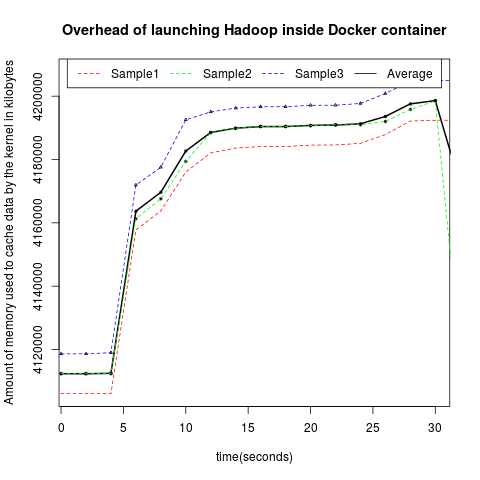 Overhead of launching Hadoop inside Docker container
Amount of memory used to cache data by the kernel in kilobytes
Sample1 Sample2 Sample3 Average
4200000
4180000
4160000
4140000
4120000
0 5 10 15 20 25 30
time(seconds)